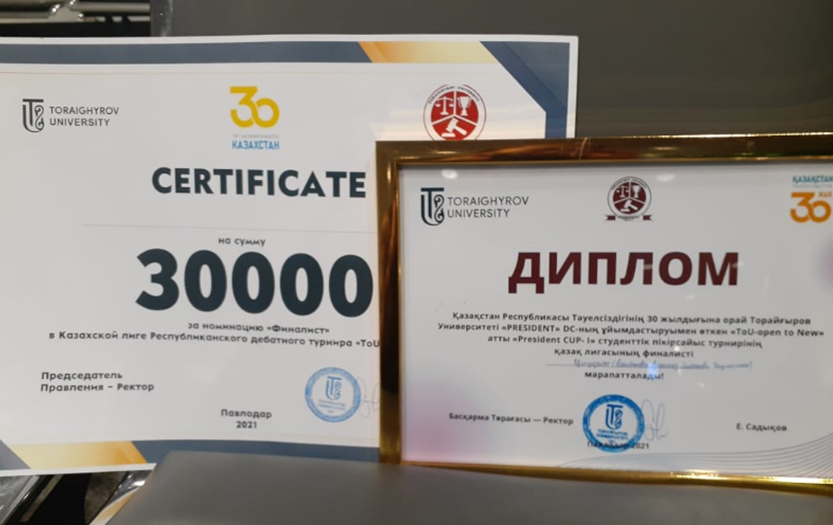 TORAIGHYROV
UNIVERSITY
30
КАЗАХСТАН
CERTIFICATE
на сумму
30000
за номинацию «Финалист»
в Казахской лиге Республиканского дебатного турнира «ToU
Председатель
Правления – Ректор
Павлодар
2021
TORAIGHYROV
UNIVERSITY
ҚАЗАҚСТАН
30
ДИПЛОМ
Қазақстан Республикасы Тәуелсіздігінің 30 жылдығына орай Торайғыров
Университеті «PRESIDENT» DC-ның ұйымдастыруымен өткен «ToU-open to New»
атты «President CUP- I» студенттік пікірсайыс турнирінің
қазақ лигасының финалисті
марапатталады!
Басқарма Төрағасы — Ректор
Е. Садықов
Павлодар 2021